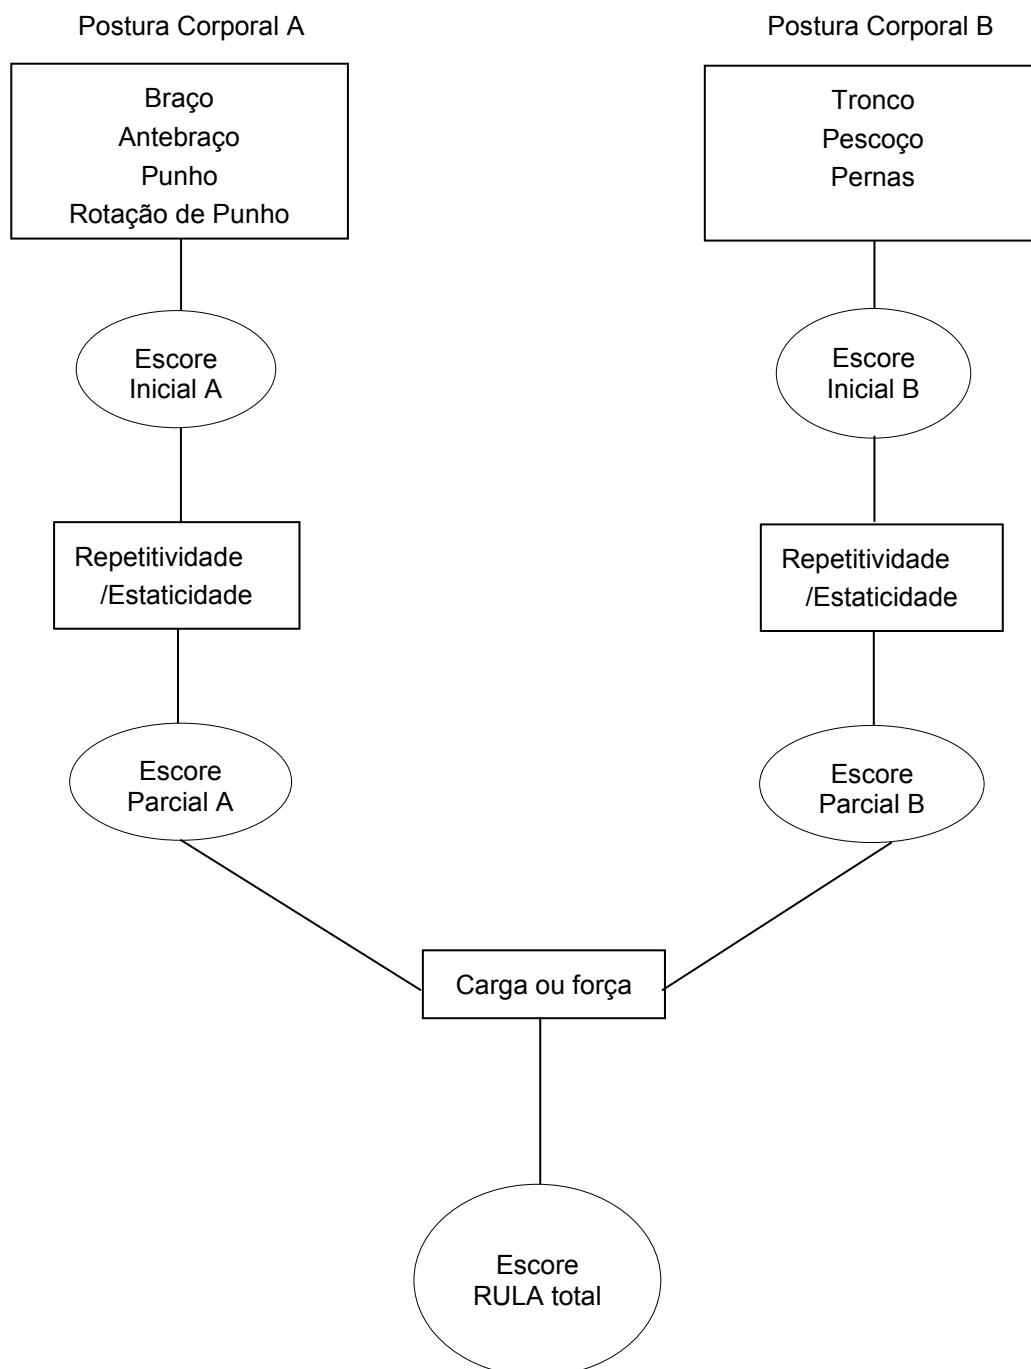 Postura Corporal A
Braço
Antebraço
Punho
Rotação de Punho
Escore
Inicial A
Repetitividade
/Estaticidade
Escore
Parcial A
Postura Corporal B
Tronco
Pescoço
Pernas
Escore
Inicial B
Repetitividade
/Estaticidade
Escore
Parcial B
Carga ou força
Escore
RULA total